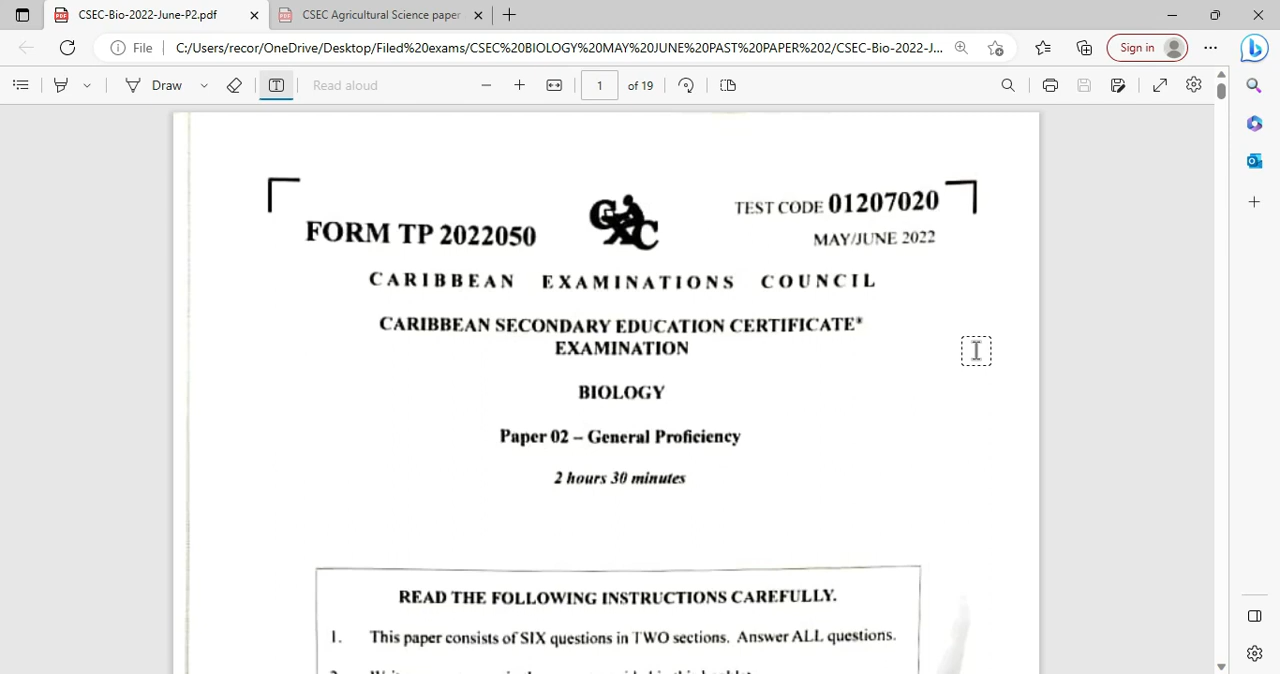 CSEC-Bio-2022-June-P2.pdf
CSEC Agricultural Science paper
File
C:/Users/recor/OneDrive/Desktop/Filed%20exams/CSEC%20BIOLOGY%20MAY%20JUNE%20PAST%20PAPER%202/CSEC-Bio-2022-J...
Sign in
Draw
Read aloud
1 of 19
FORM TP 2022050
CXC
TEST CODE 01207020
MAY/JUNE 2022
CARIBBEAN EXAMINATIONS COUNCIL
CARIBBEAN SECONDARY EDUCATION CERTIFICATE®
EXAMINATION
BIOLOGY
Paper 02 – General Proficiency
2 hours 30 minutes
READ THE FOLLOWING INSTRUCTIONS CAREFULLY.
1. This paper consists of SIX questions in TWO sections. Answer ALL questions.